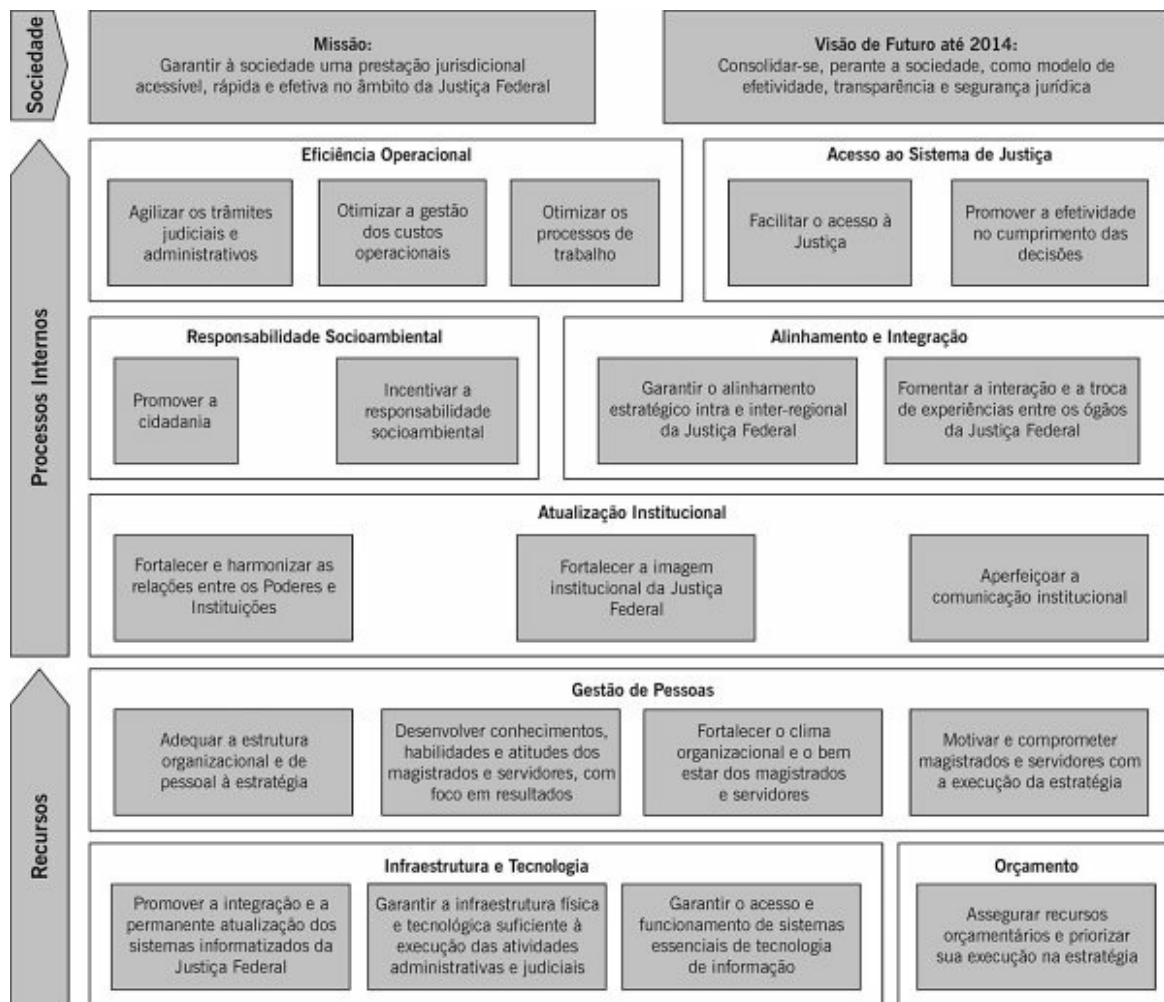 Sociedade
Missão:
Garantir à sociedade uma prestação jurisdicional
acessível, rápida e efetiva no âmbito da Justiça Federal
Visão de Futuro até 2014:
Consolidar-se, perante a sociedade, como modelo de
efetividade, transparência e segurança jurídica
Processos Internos
Eficiência Operacional
Agilizar os trâmites
judiciais e
administrativos
Otimizar a gestão
dos custos
operacionais
Otimizar os
processos de
trabalho
Acesso ao Sistema de Justiça
Facilitar o acesso à
Justiça
Promover a efetividade
no cumprimento das
decisões
Responsabilidade Socioambiental
Promover a
cidadania
Incentivar a
responsabilidade
socioambiental
Alinhamento e Integração
Garantir o alinhamento
estratégico intra e inter-regional
da Justiça Federal
Fomentar a interação e a troca
de experiências entre os ógãos
da Justiça Federal
Atualização Institucional
Fortalecer e harmonizar as
relações entre os Poderes e
Instituições
Fortalecer a imagem
institucional da Justiça
Federal
Aperfeiçoar a
comunicação institucional
Recursos
Gestão de Pessoas
Adequar a estrutura
organizacional e de
pessoal à estratégia
Desenvolver conhecimentos,
habilidades e atitudes dos
magistrados e servidores, com
foco em resultados
Fortalecer o clima
organizacional e o bem
estar dos magistrados
e servidores
Motivar e comprometer
magistrados e servidores com
a execução da estratégia
Infraestrutura e Tecnologia
Promover a integração e a
permanente atualização dos
sistemas informatizados da
Justiça Federal
Garantir a infraestrutura física
e tecnológica suficiente à
execução das atividades
administrativas e judiciais
Garantir o acesso e
funcionamento de sistemas
essenciais de tecnologia
de informação
Orçamento
Assegurar recursos
orçamentários e priorizar
sua execução na estratégia